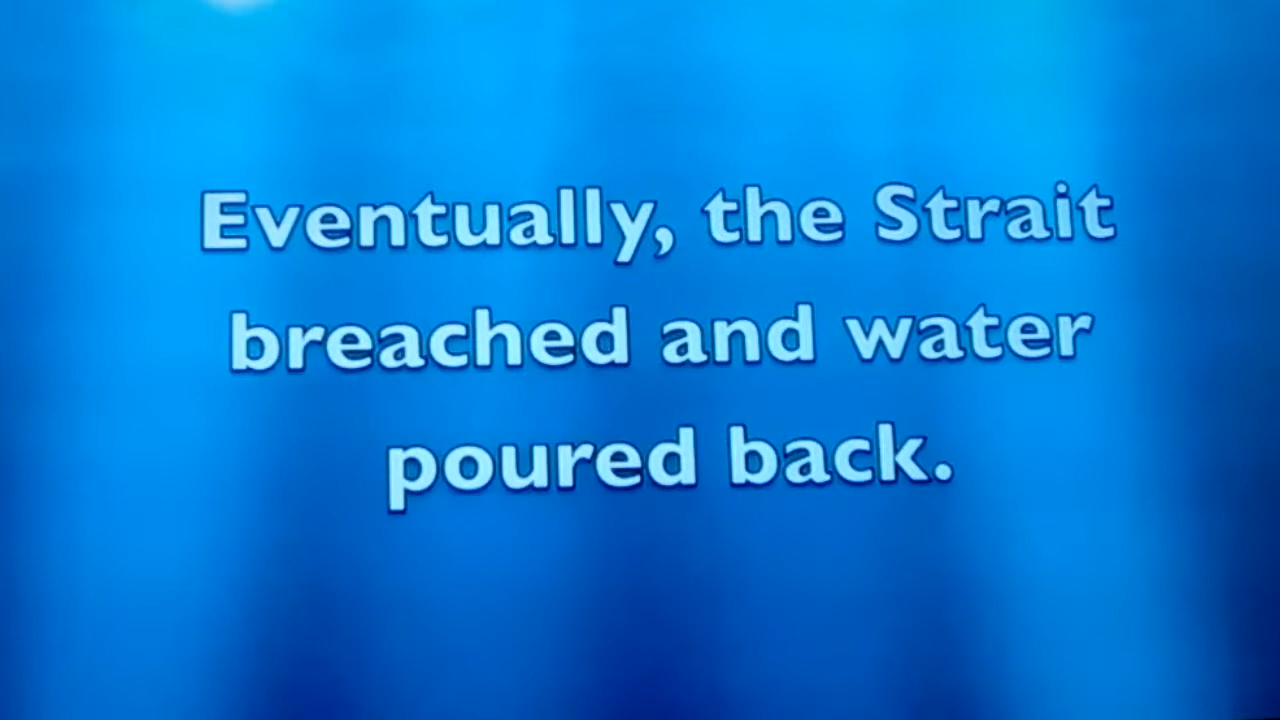 Eventually, the Strait
breached and water
poured back.